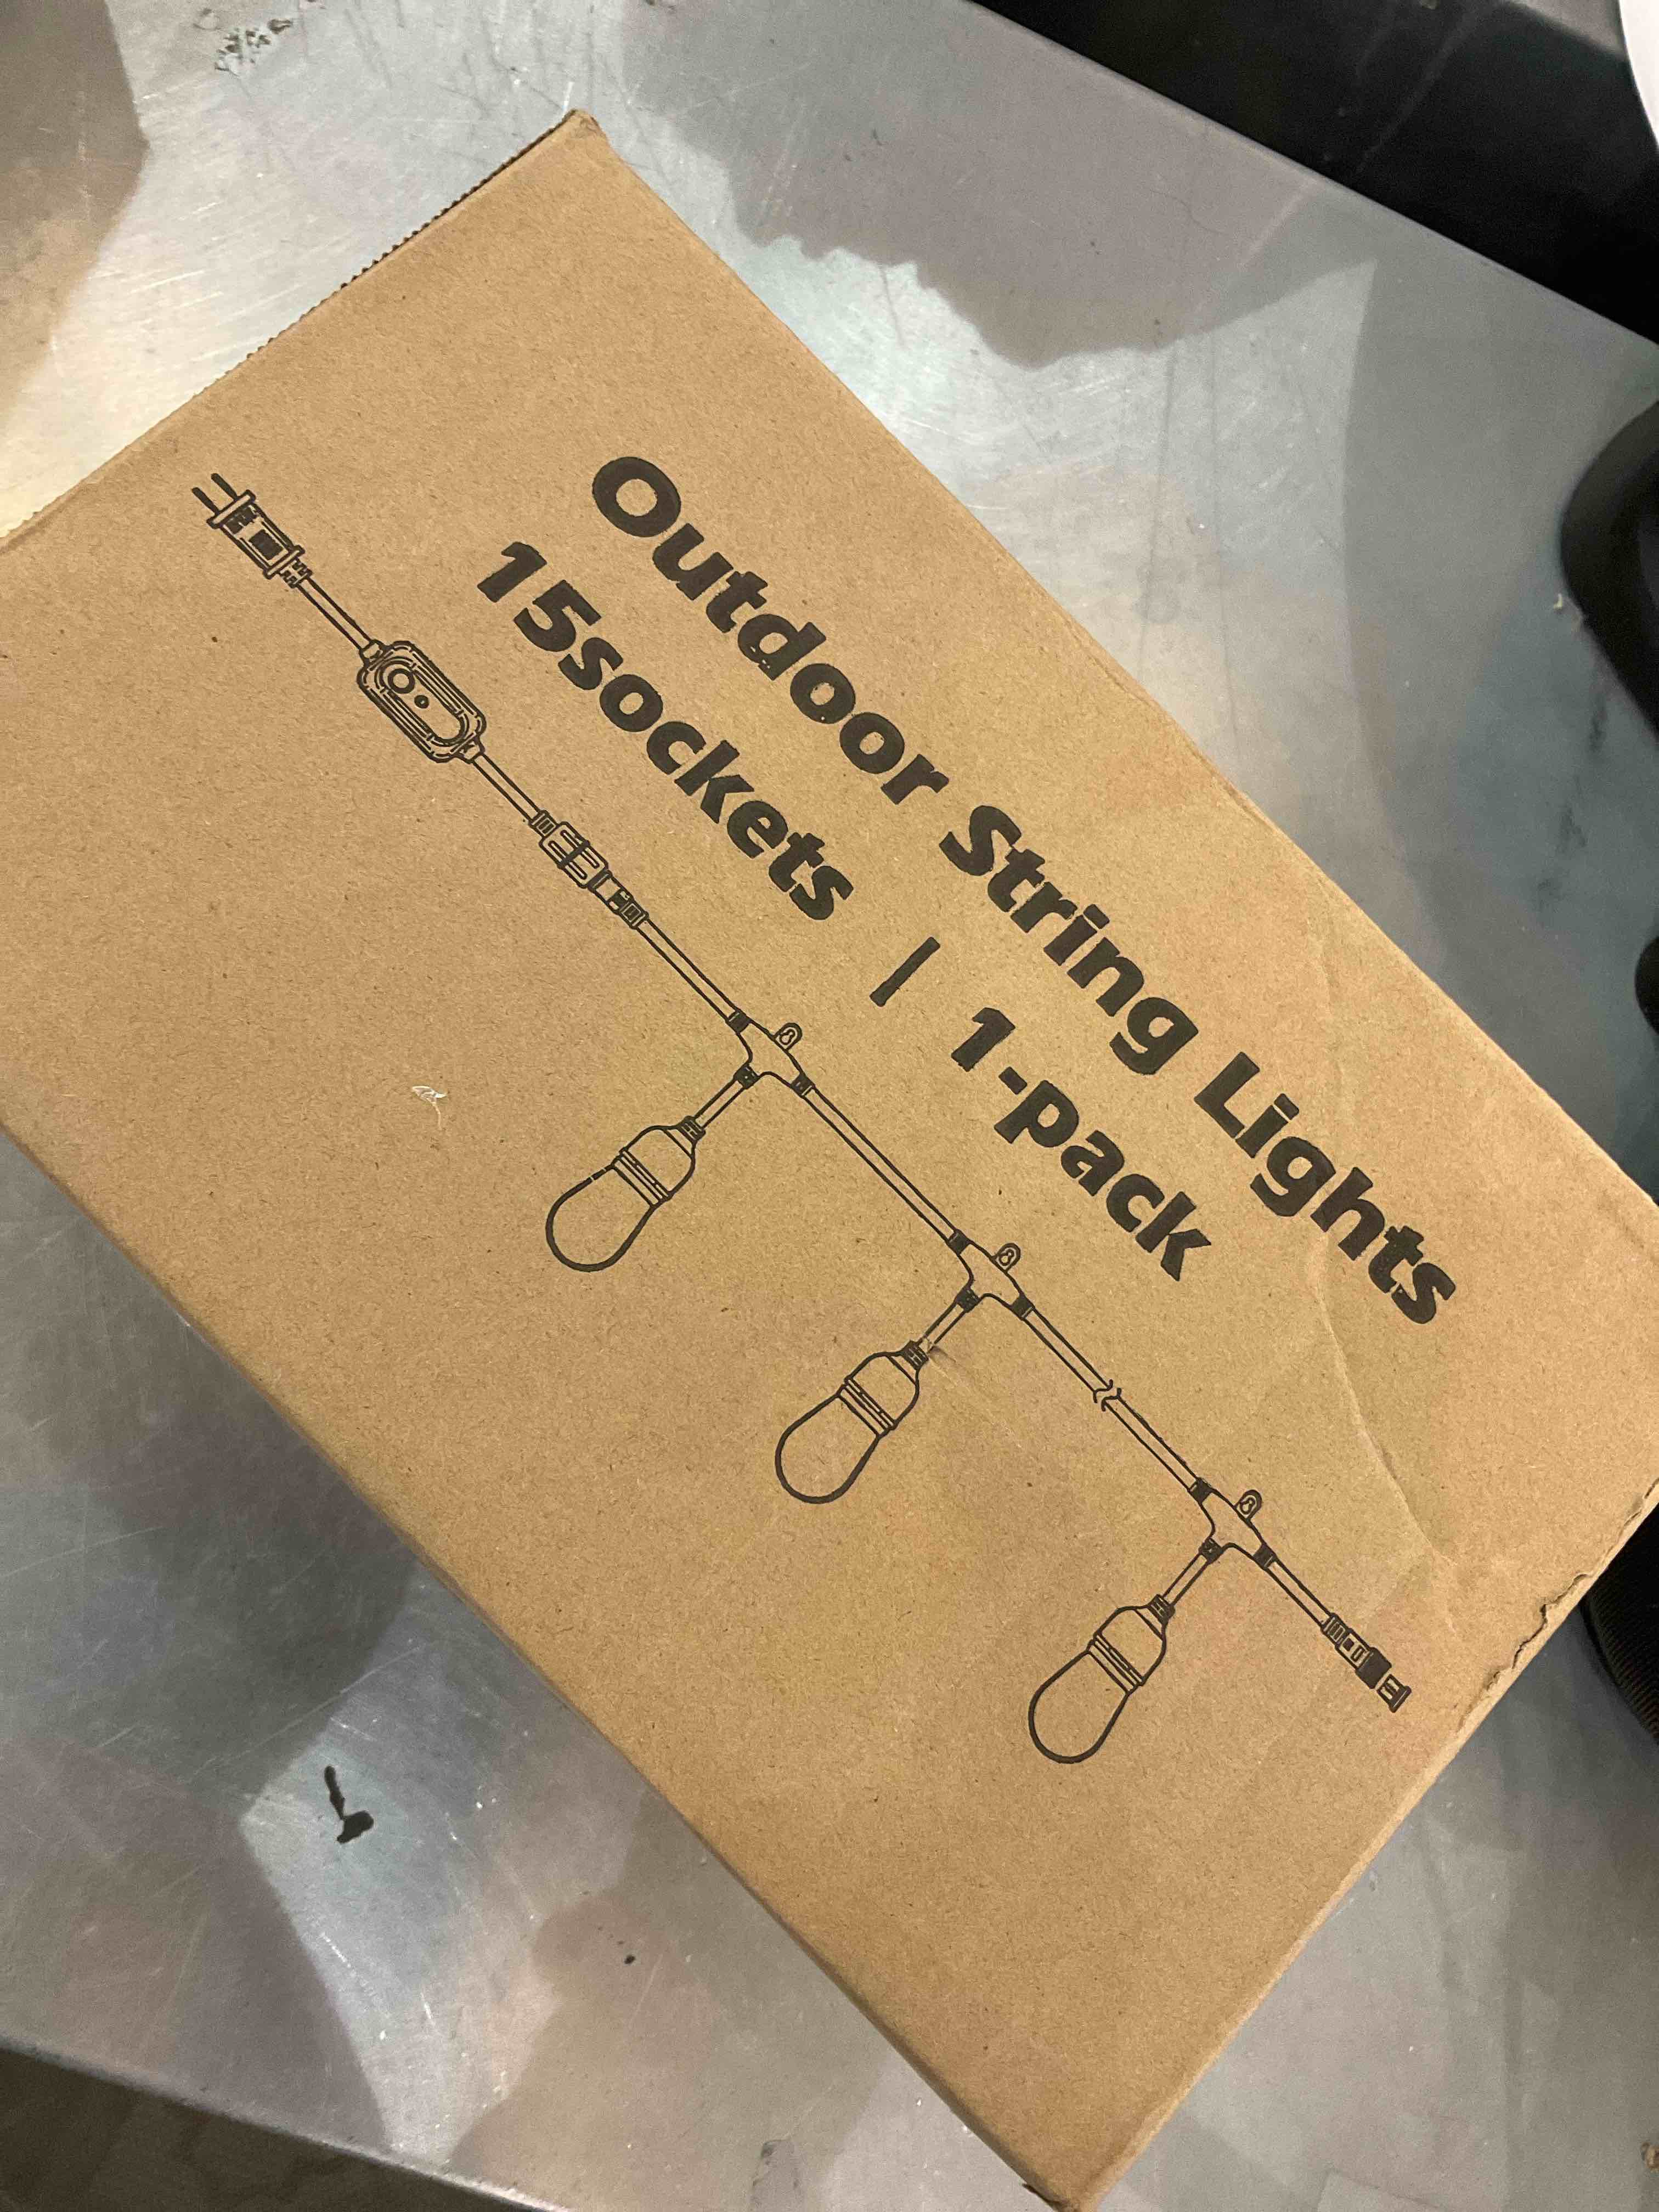 Outdoor String Lights
15sockets | 1-pack